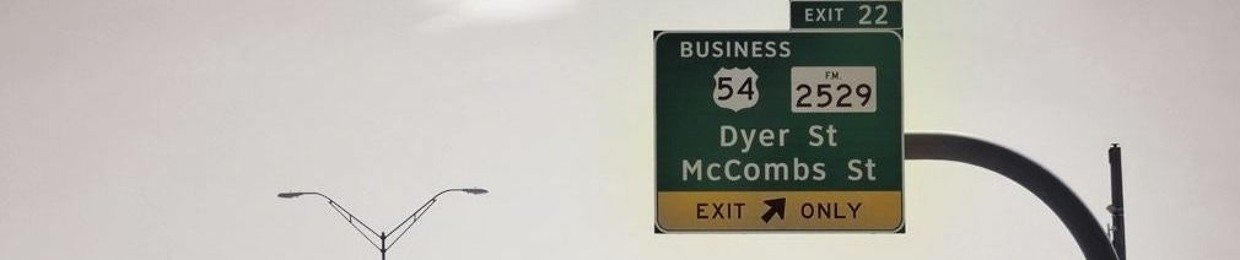 EXIT 22
BUSINESS
54 F.M. 2529
Dyer St
McCombs St
EXIT ONLY